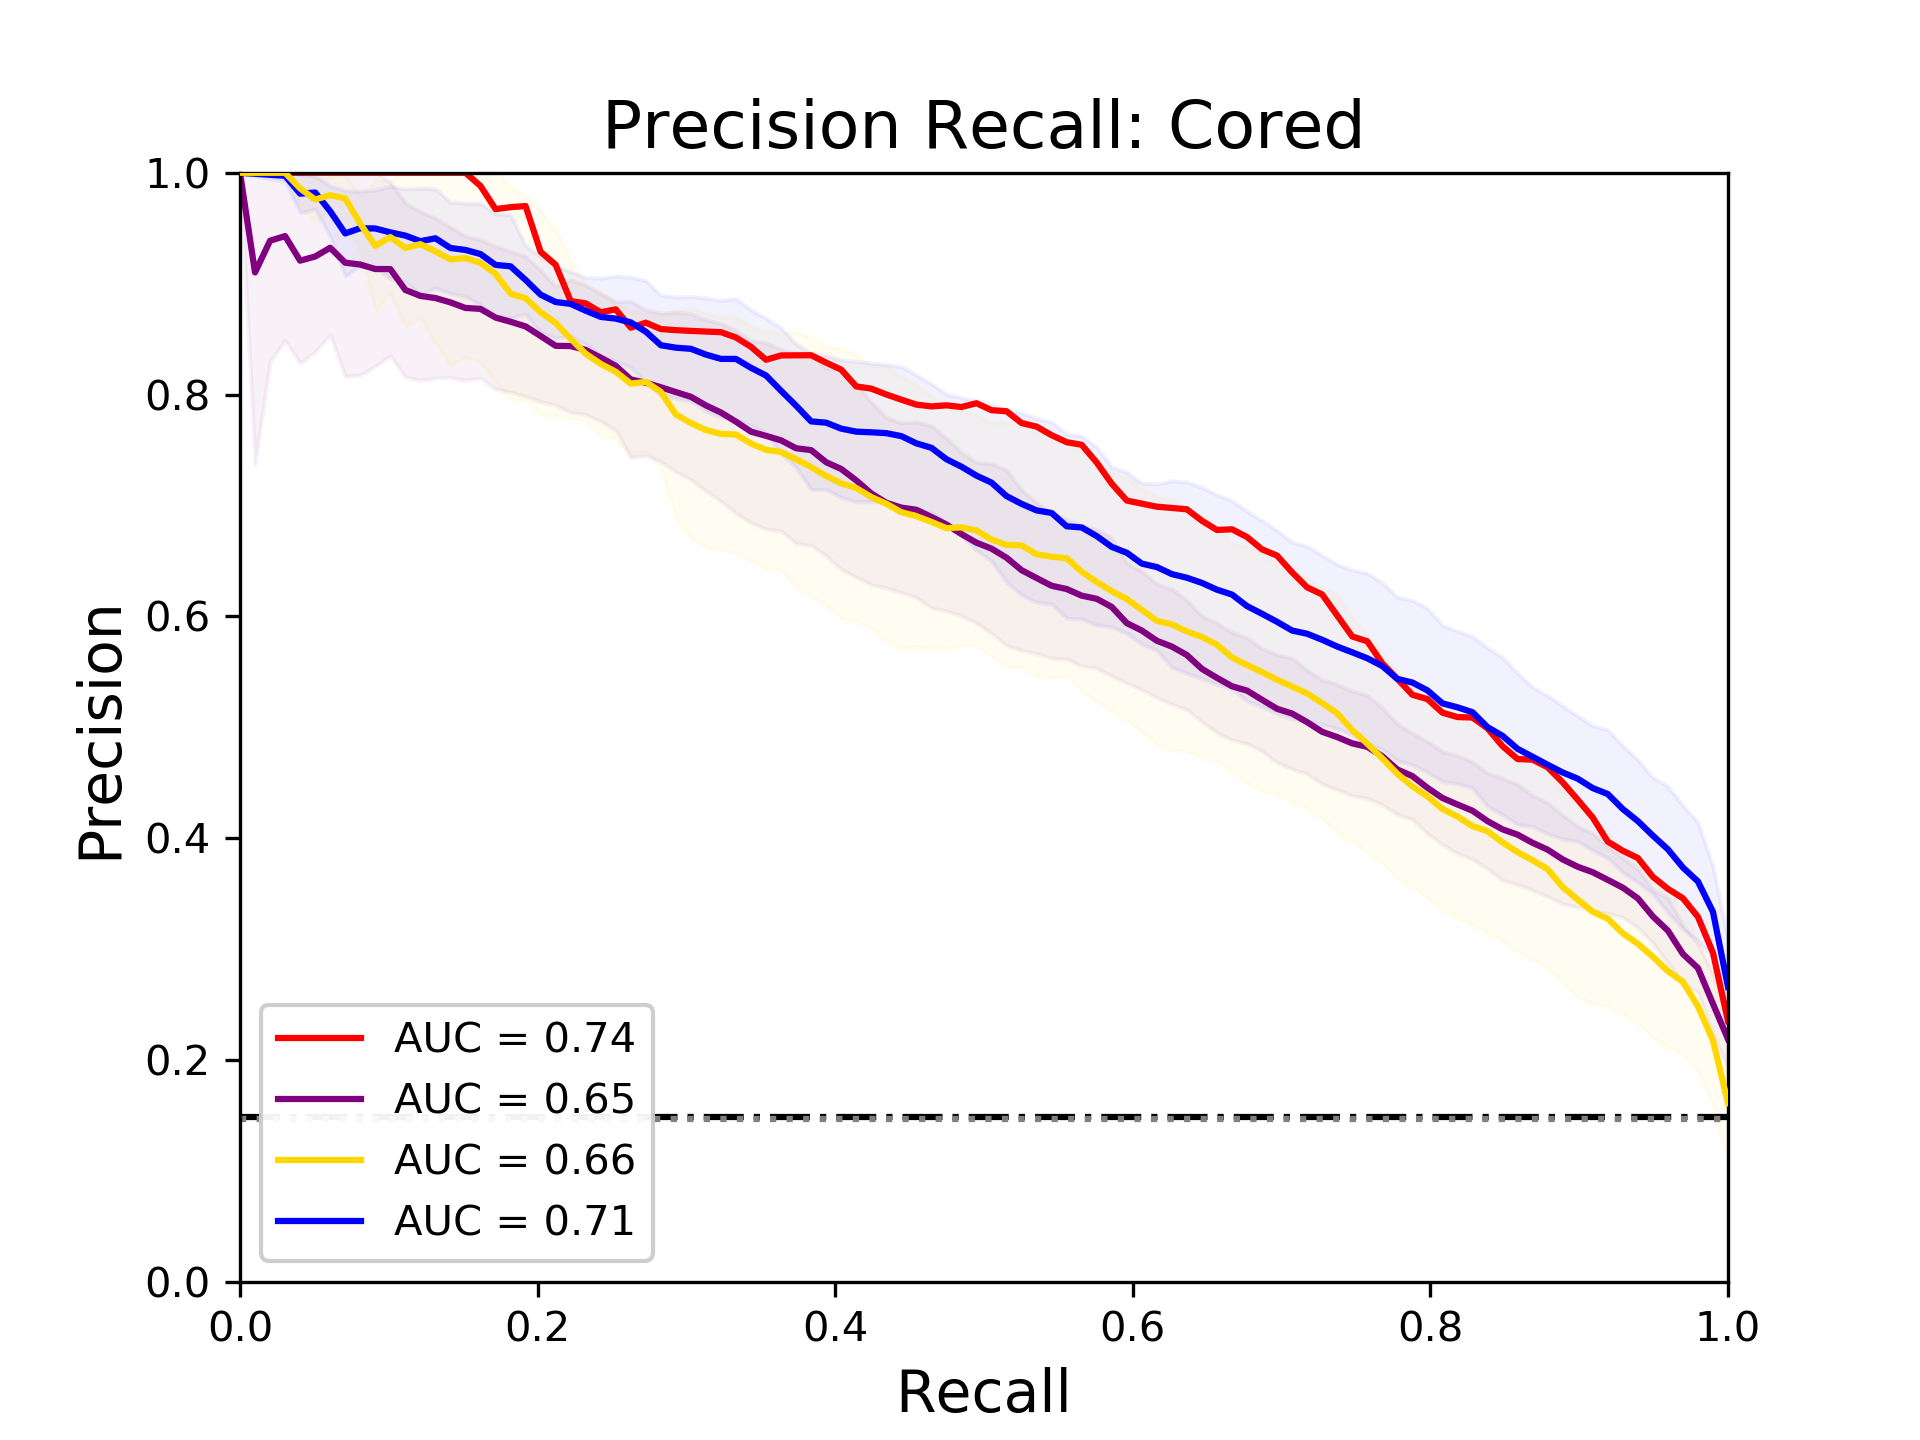 Precision Recall: Cored
Precision
1.0
0.8
0.6
0.4
0.2
0.0
AUC = 0.74
AUC = 0.65
AUC = 0.66
AUC = 0.71
0.0 0.2 0.4 0.6 0.8 1.0
Recall